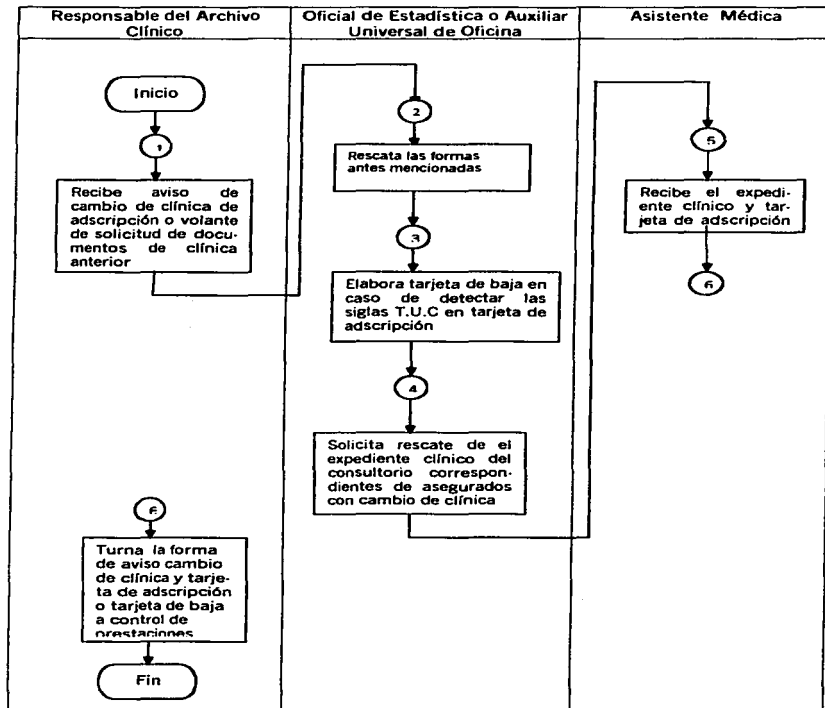 Responsable del Archivo
Clínico
Oficial de Estadística o Auxiliar
Universal de Oficina
Asistente Médica
Inicio
1
Recibe aviso de
cambio de clínica de
adscripción o volante
de solicitud de docu-
mentos de clínica
anterior
2
Rescata las formas
antes mencionadas
3
Elabora tarjeta de baja en
caso de detectar las
siglas T.U.C en tarjeta de
adscripción
4
Solicita rescate de el
expediente clínico del
consultorio correspon-
dientes de asegurados
con cambio de clínica
5
Recibe el expedi-
ente clínico y tar-
jeta de adscripción
6
6
Turna la forma
de aviso cambio
de clínica y tarje-
ta de adscripción
o tarjeta de baja
a control de
prestaciones
Fin